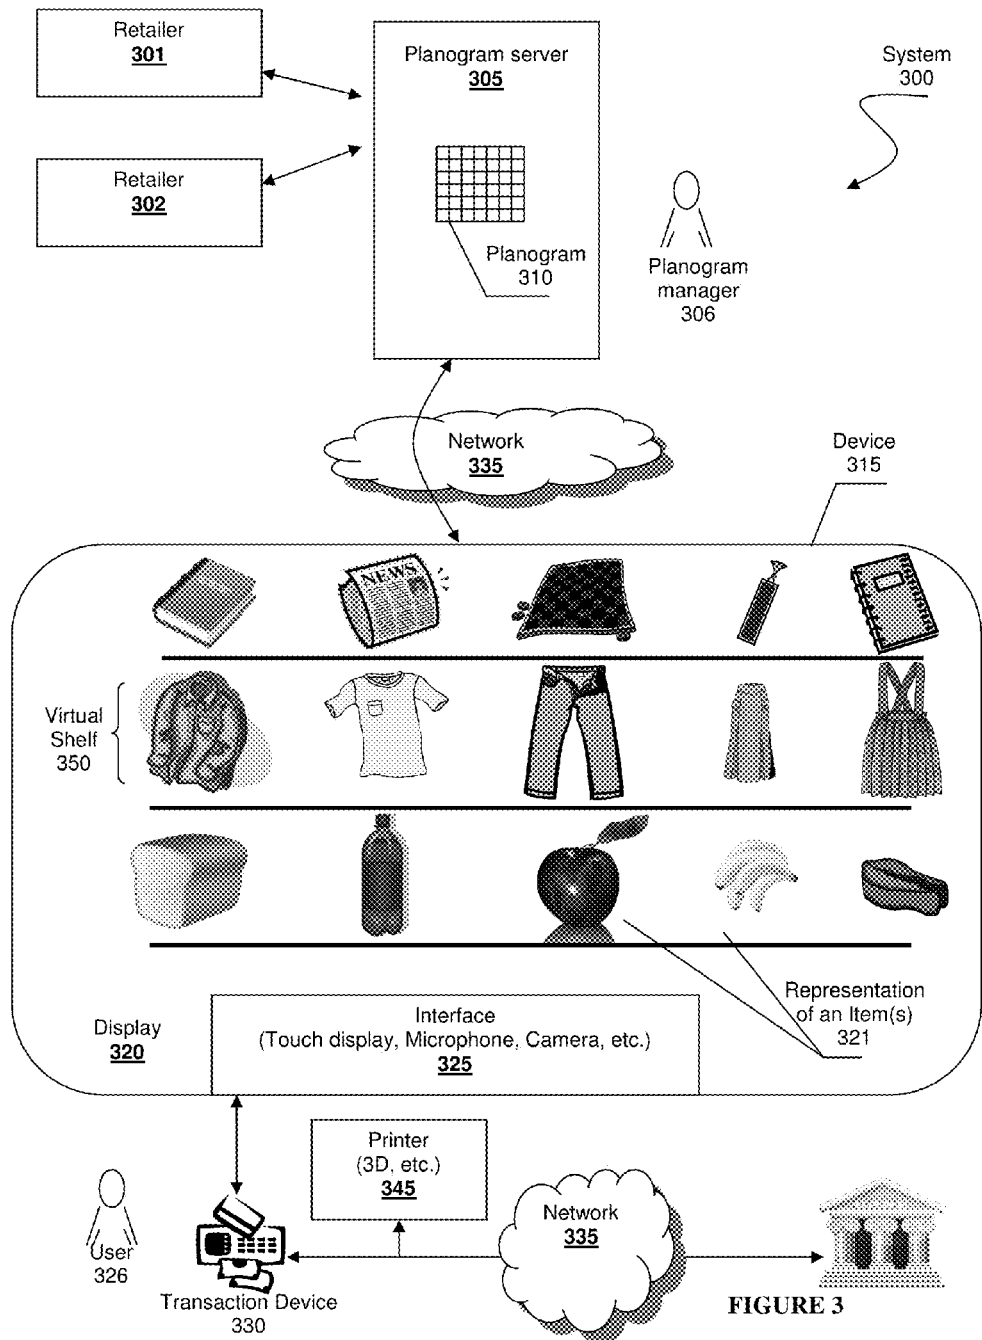 Retailer
301
Planogram server
305
System
300
Retailer
302
Planogram
310
Planogram
manager
306
Network
335
Device
315
NEWS
Virtual
Shelf
350
Representation
of an Item(s)
321
Display
320
Interface
(Touch display, Microphone, Camera, etc.)
325
Printer
(3D, etc.)
345
Network
335
User
326
Transaction Device
330
FIGURE 3